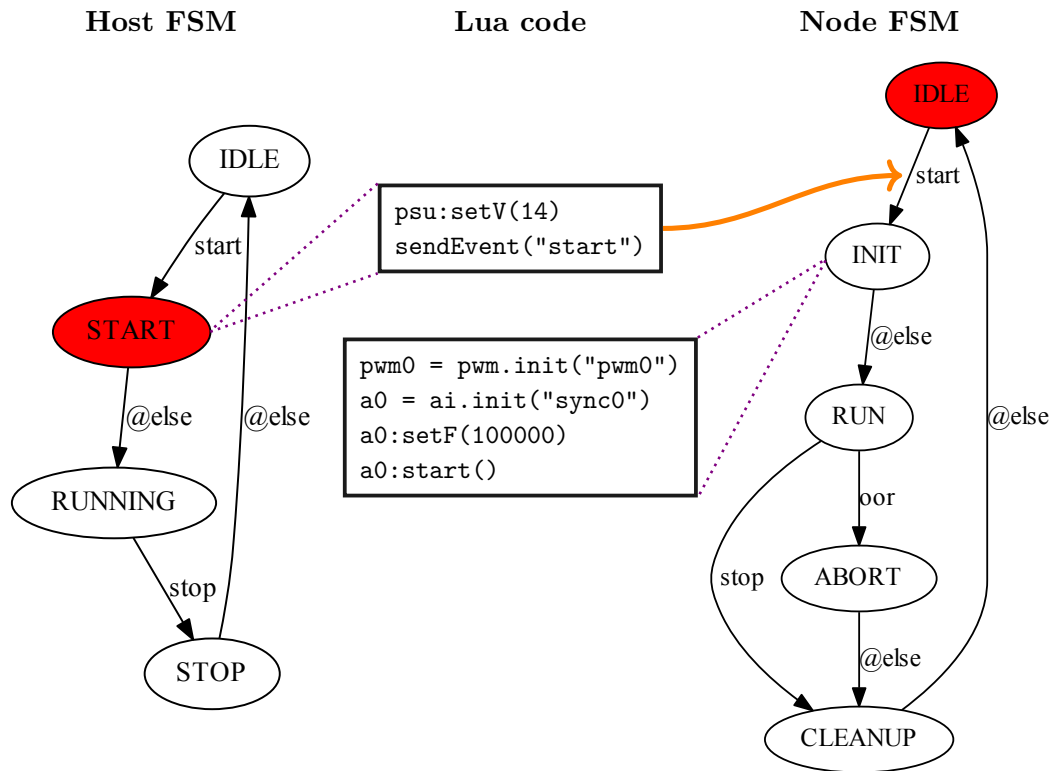 Host FSM
Lua code
Node FSM
IDLE
start
START
@else
@else
RUNNING
stop
STOP
psu:setV(14)
sendEvent("start")
pwm0 = pwm.init("pwm0")
a0 = ai.init("sync0")
a0:setF(100000)
a0:start()
IDLE
start
INIT
@else
RUN
@else
oor
stop
ABORT
@else
CLEANUP